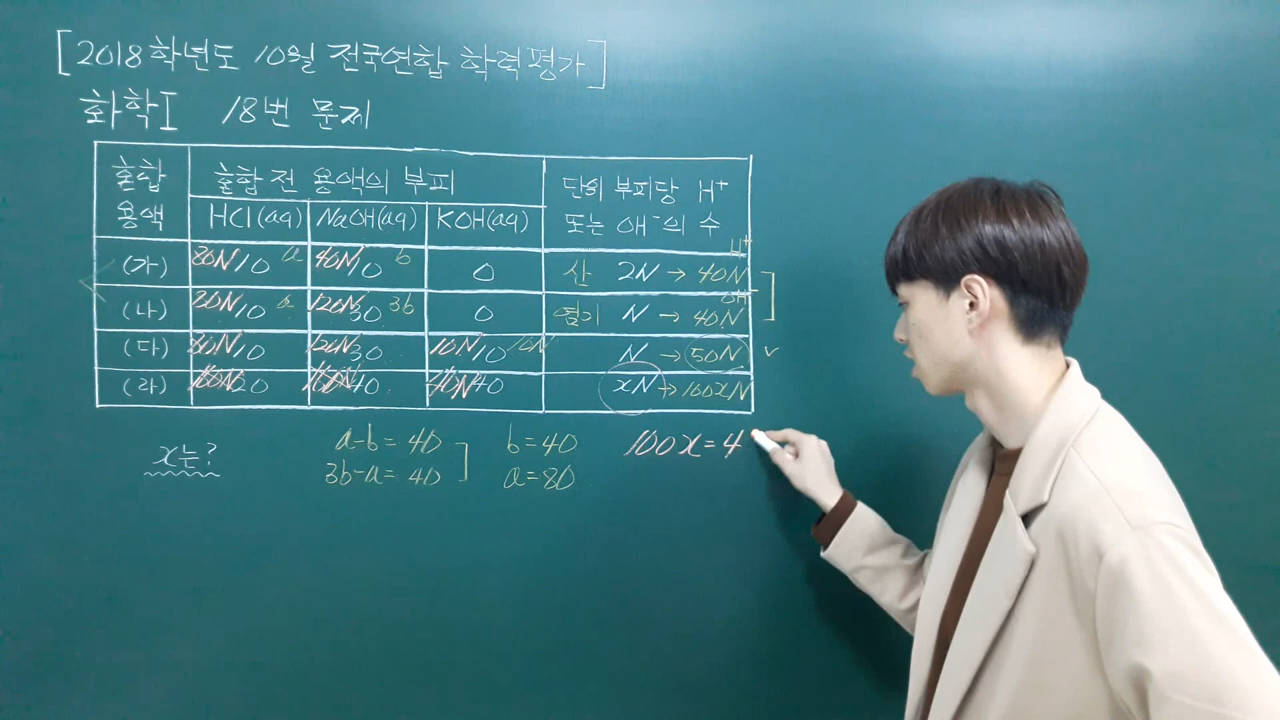 [2018학년도 10월 전국연합 학력평가]
화학I 18번 문제
혼합 용액 혼합 전 용액의 부피 단위 부피당 H⁺ 또는 OH⁻의 수
HCl(aq) NaOH(aq) KOH(aq)
(가) 80N 10 a 40N 10 b 0 산 2N → 40N H⁺
(나) 80N 10 a 120N 30 3b 0 염기 N → 40N OH⁻
(다) 80N 10 120N 30 10N 10 10N N → 50N ✓
(라) 160N 20 160N 40 40N 40 xN → 100xN
x는?
a-b=40
3b-a=40
b=40
a=80
100x=4